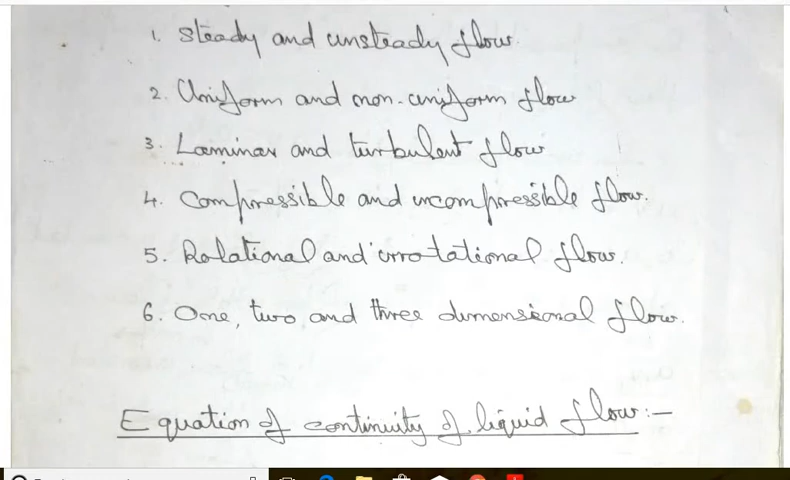 1. Steady and unsteady flow.
2. Uniform and non-uniform flow
3. Laminar and turbulent flow
4. Compressible and incompressible flow.
5. Rotational and irrotational flow.
6. One, two and three dimensional flow.
Equation of continuity of liquid flow:-